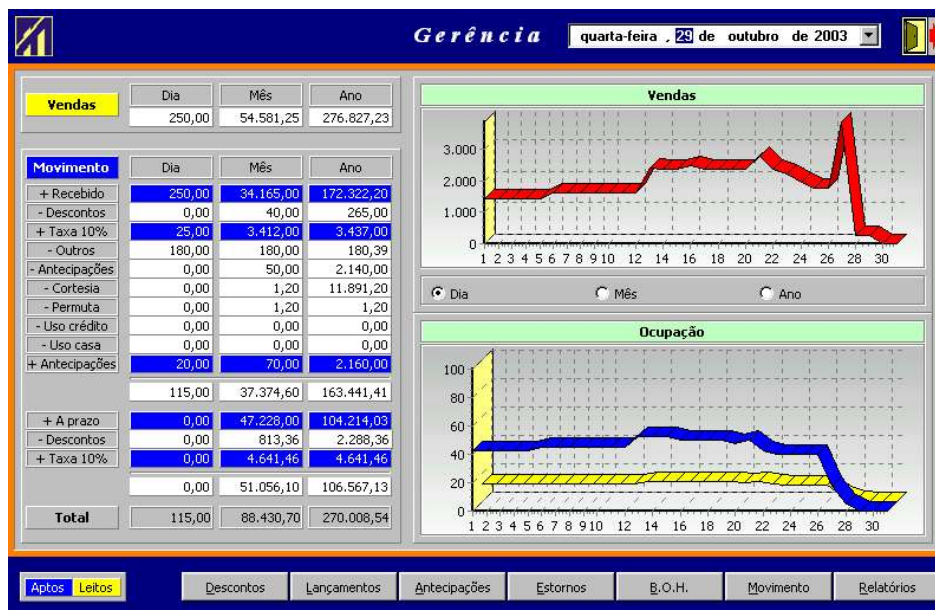 Gerência quarta-feira , 29 de outubro de 2003
Vendas Dia Mês Ano
250,00 54.581,25 276.827,23
Movimento Dia Mês Ano
+ Recebido 250,00 34.165,00 172.322,20
- Descontos 0,00 40,00 265,00
+ Taxa 10% 25,00 3.412,00 3.437,00
- Outros 180,00 180,00 180,39
- Antecipações 0,00 50,00 2.140,00
- Cortesia 0,00 1,20 11.891,20
- Permuta 0,00 1,20 1,20
- Uso crédito 0,00 0,00 0,00
- Uso casa 0,00 0,00 0,00
+ Antecipações 20,00 70,00 2.160,00
115,00 37.374,60 163.441,41
+ A prazo 0,00 47.228,00 104.214,03
- Descontos 0,00 813,36 2.288,36
+ Taxa 10% 0,00 4.641,46 4.641,46
0,00 51.056,10 106.567,13
Total 115,00 88.430,70 270.008,54
Vendas
3.000
2.000
1.000
0
1 2 3 4 5 6 7 8 9 10 12 14 16 18 20 22 24 26 28 30
Dia Mês Ano
Ocupação
100
80
60
40
20
0
1 2 3 4 5 6 7 8 9 10 12 14 16 18 20 22 24 26 28 30
Aptos Leitos Descontos Lançamentos Antecipações Estornos B.O.H. Movimento Relatórios